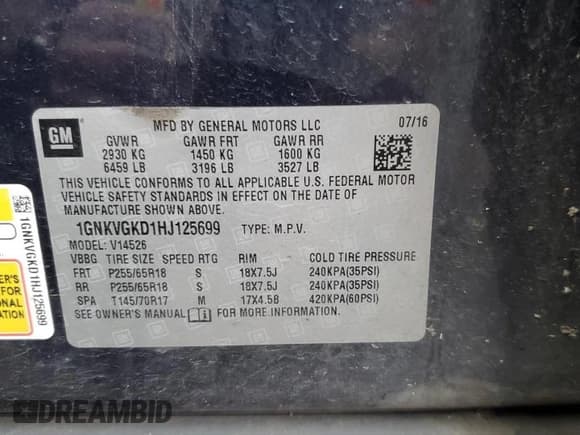 GM
MFD BY GENERAL MOTORS LLC 07/16
GVWR GAWR FRT GAWR RR
2930 KG 1450 KG 1600 KG
6459 LB 3196 LB 3527 LB
THIS VEHICLE CONFORMS TO ALL APPLICABLE U.S. FEDERAL MOTOR
VEHICLE SAFETY STANDARDS IN EFFECT ON THE DATE OF
MANUFACTURE SHOWN ABOVE.
1GNKVGKD1HJ125699 TYPE: M.P.V.
MODEL: V14526
VBBG TIRE SIZE SPEED RTG RIM COLD TIRE PRESSURE
FRT P255/65R18 S 18X7.5J 240KPA(35PSI)
RR P255/65R18 S 18X7.5J 240KPA(35PSI)
SPA T145/70R17 M 17X4.5B 420KPA(60PSI)
SEE OWNER'S MANUAL FOR MORE INFORMATION.
1GNKVGKD1HJ125699
ER'S
FOR
ONAL
ATION
DREAMBID